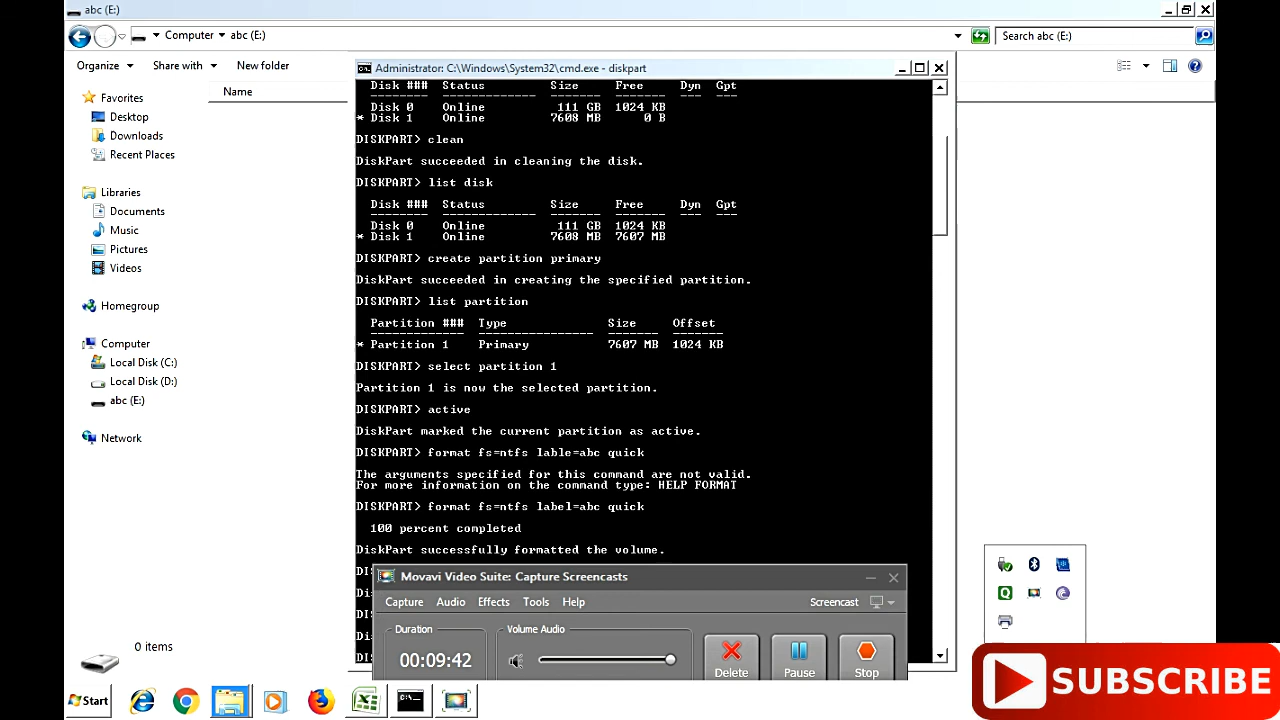 abc (E:)
Computer abc (E:) Search abc (E:)
Organize Share with New folder
Name
Favorites
Desktop
Downloads
Recent Places
Libraries
Documents
Music
Pictures
Videos
Homegroup
Computer
Local Disk (C:)
Local Disk (D:)
abc (E:)
Network
0 items
Administrator: C:\Windows\System32\cmd.exe - diskpart
Disk ### Status Size Free Dyn Gpt
-------- ------------- ------- ------- --- ---
Disk 0 Online 111 GB 1024 KB
* Disk 1 Online 7608 MB 0 B
DISKPART> clean
DiskPart succeeded in cleaning the disk.
DISKPART> list disk
Disk ### Status Size Free Dyn Gpt
-------- ------------- ------- ------- --- ---
Disk 0 Online 111 GB 1024 KB
* Disk 1 Online 7608 MB 7607 MB
DISKPART> create partition primary
DiskPart succeeded in creating the specified partition.
DISKPART> list partition
Partition ### Type Size Offset
------------- ---------------- ------- -------
* Partition 1 Primary 7607 MB 1024 KB
DISKPART> select partition 1
Partition 1 is now the selected partition.
DISKPART> active
DiskPart marked the current partition as active.
DISKPART> format fs=ntfs lable=abc quick
The arguments specified for this command are not valid.
For more information on the command type: HELP FORMAT
DISKPART> format fs=ntfs label=abc quick
100 percent completed
DiskPart successfully formatted the volume.
Movavi Video Suite: Capture Screencasts
Capture Audio Effects Tools Help Screencast
Duration Volume Audio
00:09:42
Delete Pause Stop
SUBSCRIBE
Start